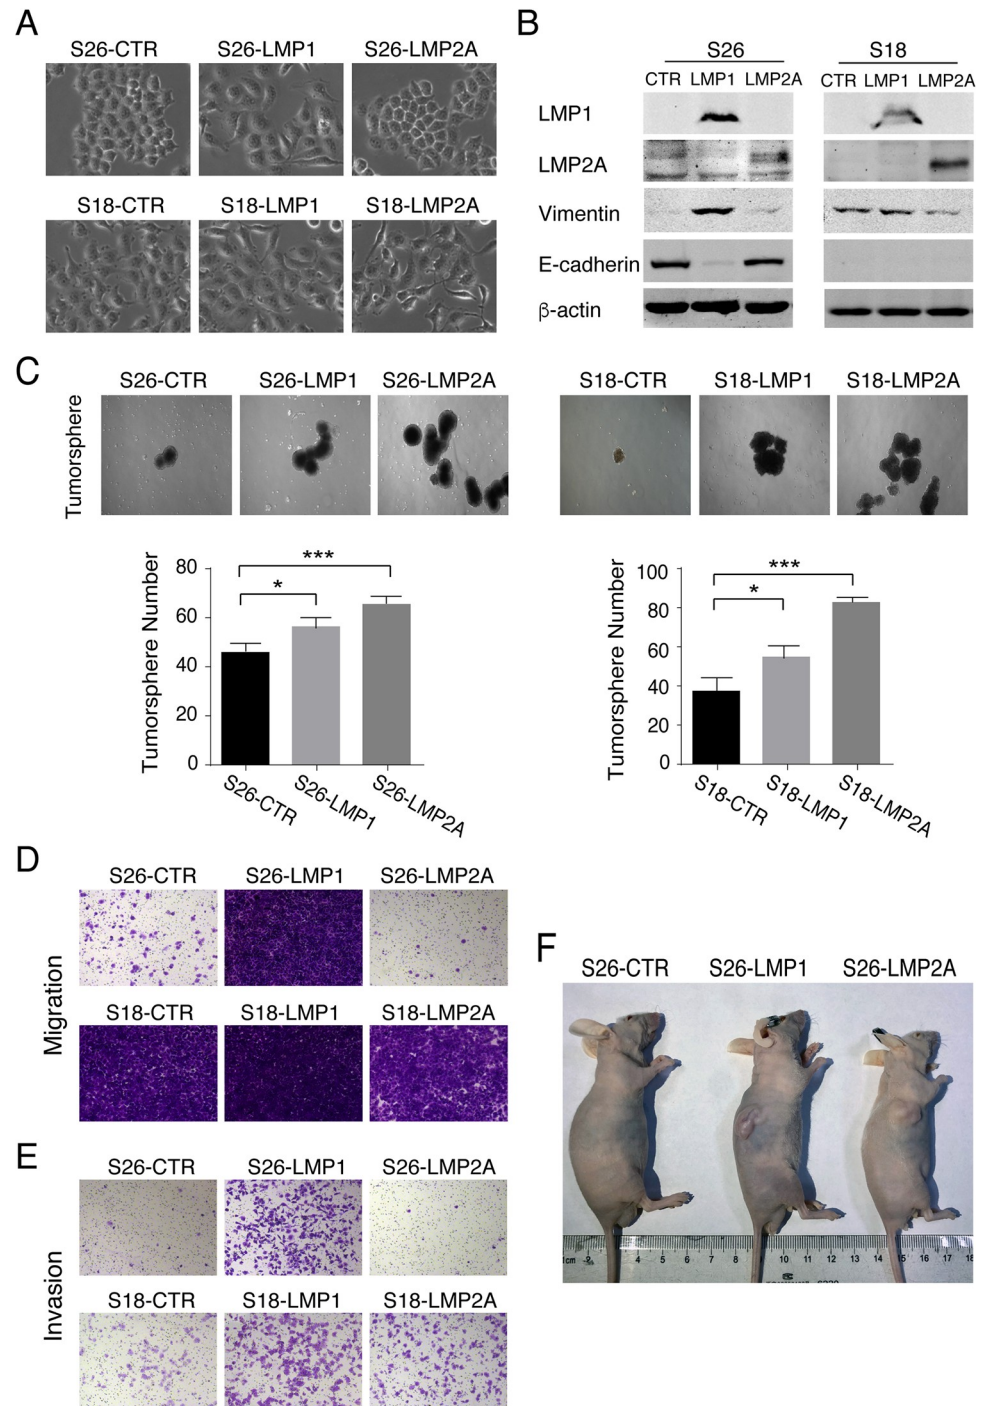 A
S26-CTR S26-LMP1 S26-LMP2A
S18-CTR S18-LMP1 S18-LMP2A
B
S26 S18
CTR LMP1 LMP2A CTR LMP1 LMP2A
LMP1
LMP2A
Vimentin
E-cadherin
β-actin
C
S26-CTR S26-LMP1 S26-LMP2A S18-CTR S18-LMP1 S18-LMP2A
Tumorsphere
Tumorsphere Number
80
60
40
20
0
***
*
S26-CTR S26-LMP1 S26-LMP2A
Tumorsphere Number
100
80
60
40
20
0
***
*
S18-CTR S18-LMP1 S18-LMP2A
D
Migration
S26-CTR S26-LMP1 S26-LMP2A
S18-CTR S18-LMP1 S18-LMP2A
E
Invasion
S26-CTR S26-LMP1 S26-LMP2A
S18-CTR S18-LMP1 S18-LMP2A
F
S26-CTR S26-LMP1 S26-LMP2A
cm 4 5 6 7 8 10 11 12 13 14 15 16 17 18